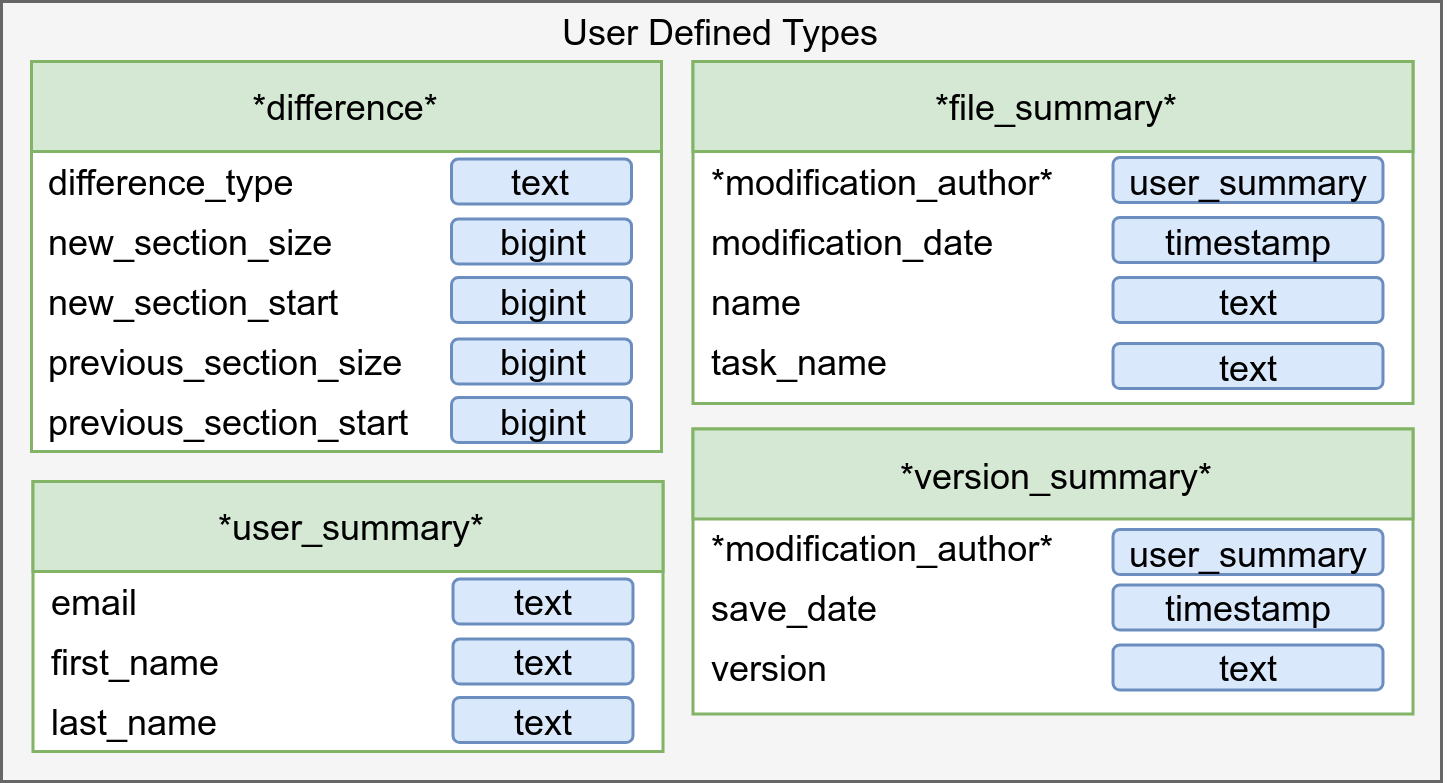 User Defined Types
*difference*
difference_type text
new_section_size bigint
new_section_start bigint
previous_section_size bigint
previous_section_start bigint
*user_summary*
email text
first_name text
last_name text
*file_summary*
*modification_author* user_summary
modification_date timestamp
name text
task_name text
*version_summary*
*modification_author* user_summary
save_date timestamp
version text